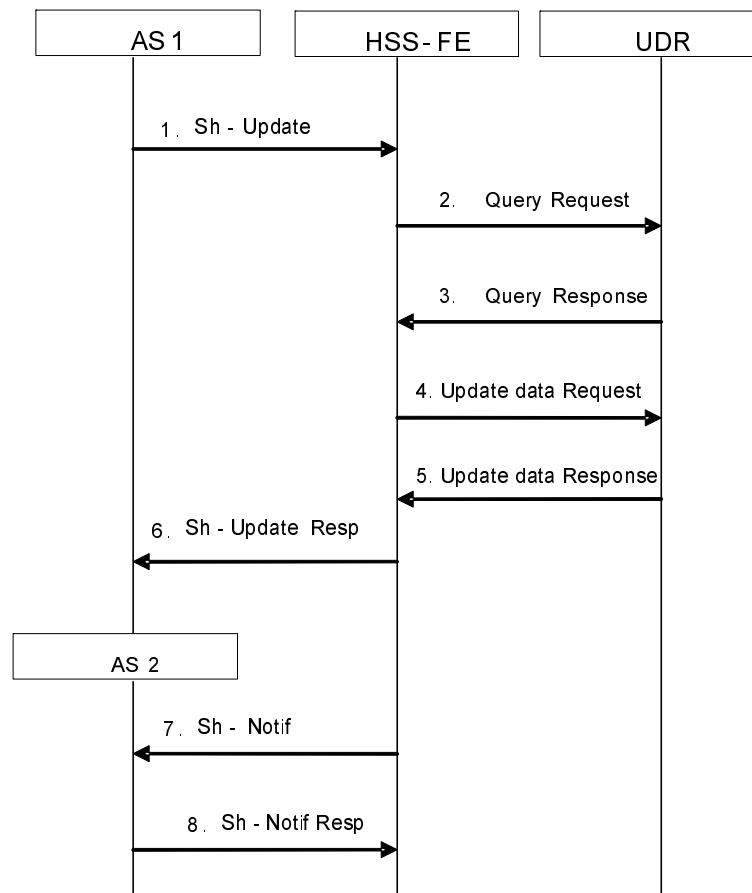 AS 1
HSS-FE
UDR
1. Sh - Update
2. Query Request
3. Query Response
4. Update data Request
5. Update data Response
6. Sh - Update Resp
AS 2
7. Sh - Notif
8. Sh - Notif Resp